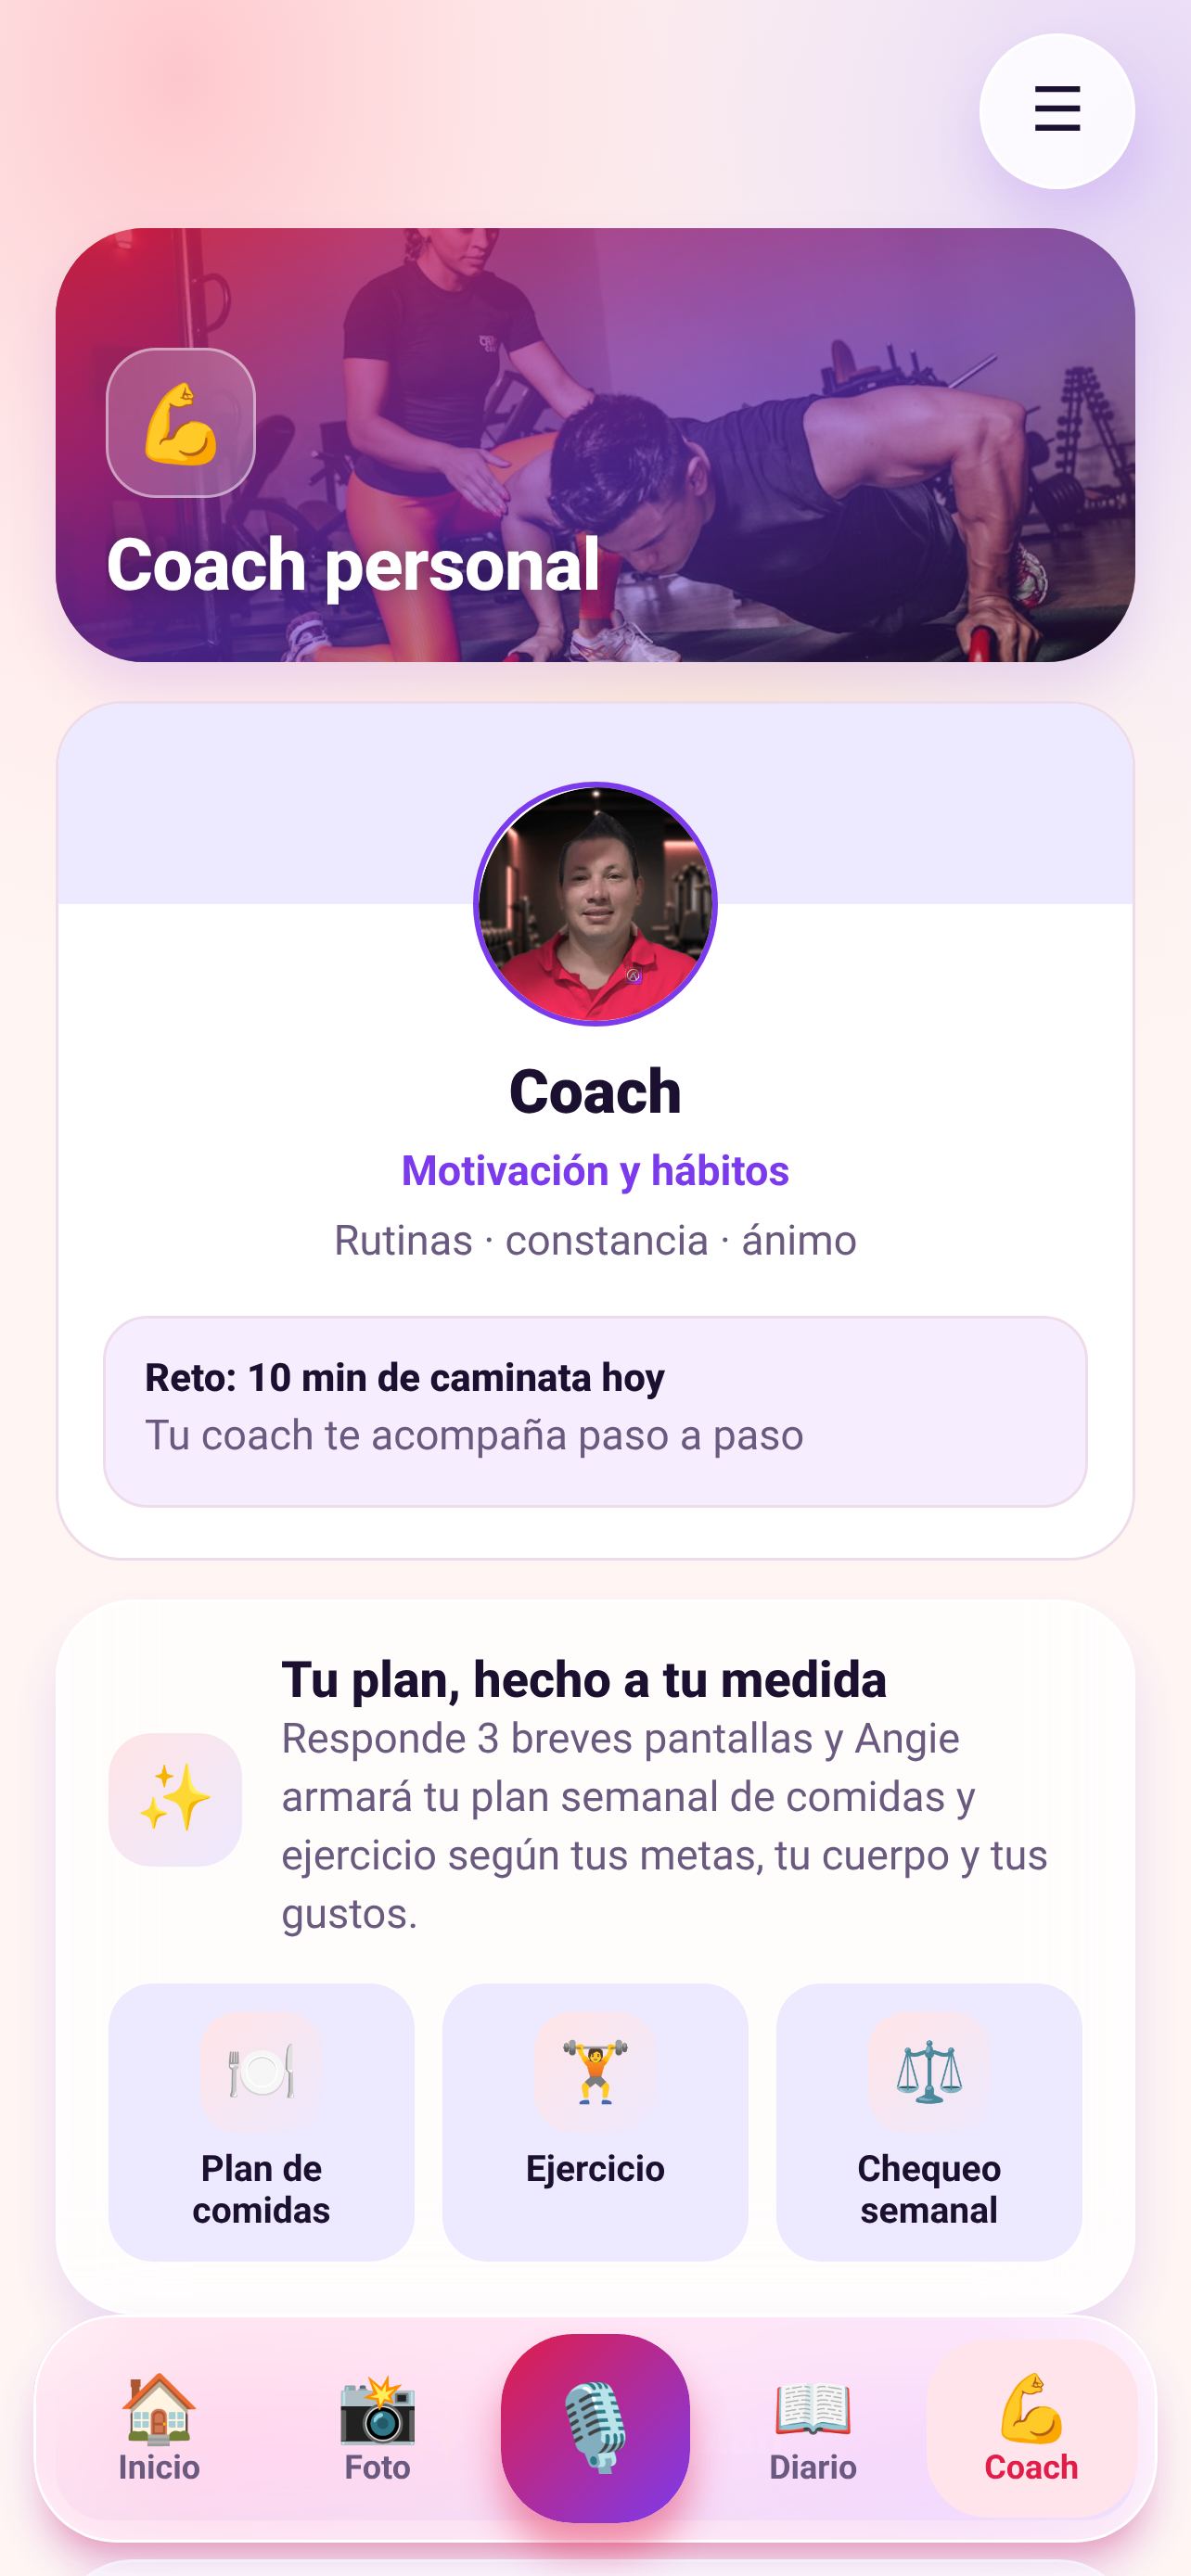 Coach personal
Coach
Motivación y hábitos
Rutinas · constancia · ánimo
Reto: 10 min de caminata hoy
Tu coach te acompaña paso a paso
Tu plan, hecho a tu medida
Responde 3 breves pantallas y Angie
armará tu plan semanal de comidas y
ejercicio según tus metas, tu cuerpo y tus
gustos.
Plan de
comidas
Ejercicio
Chequeo
semanal
Inicio
Foto
Diario
Coach